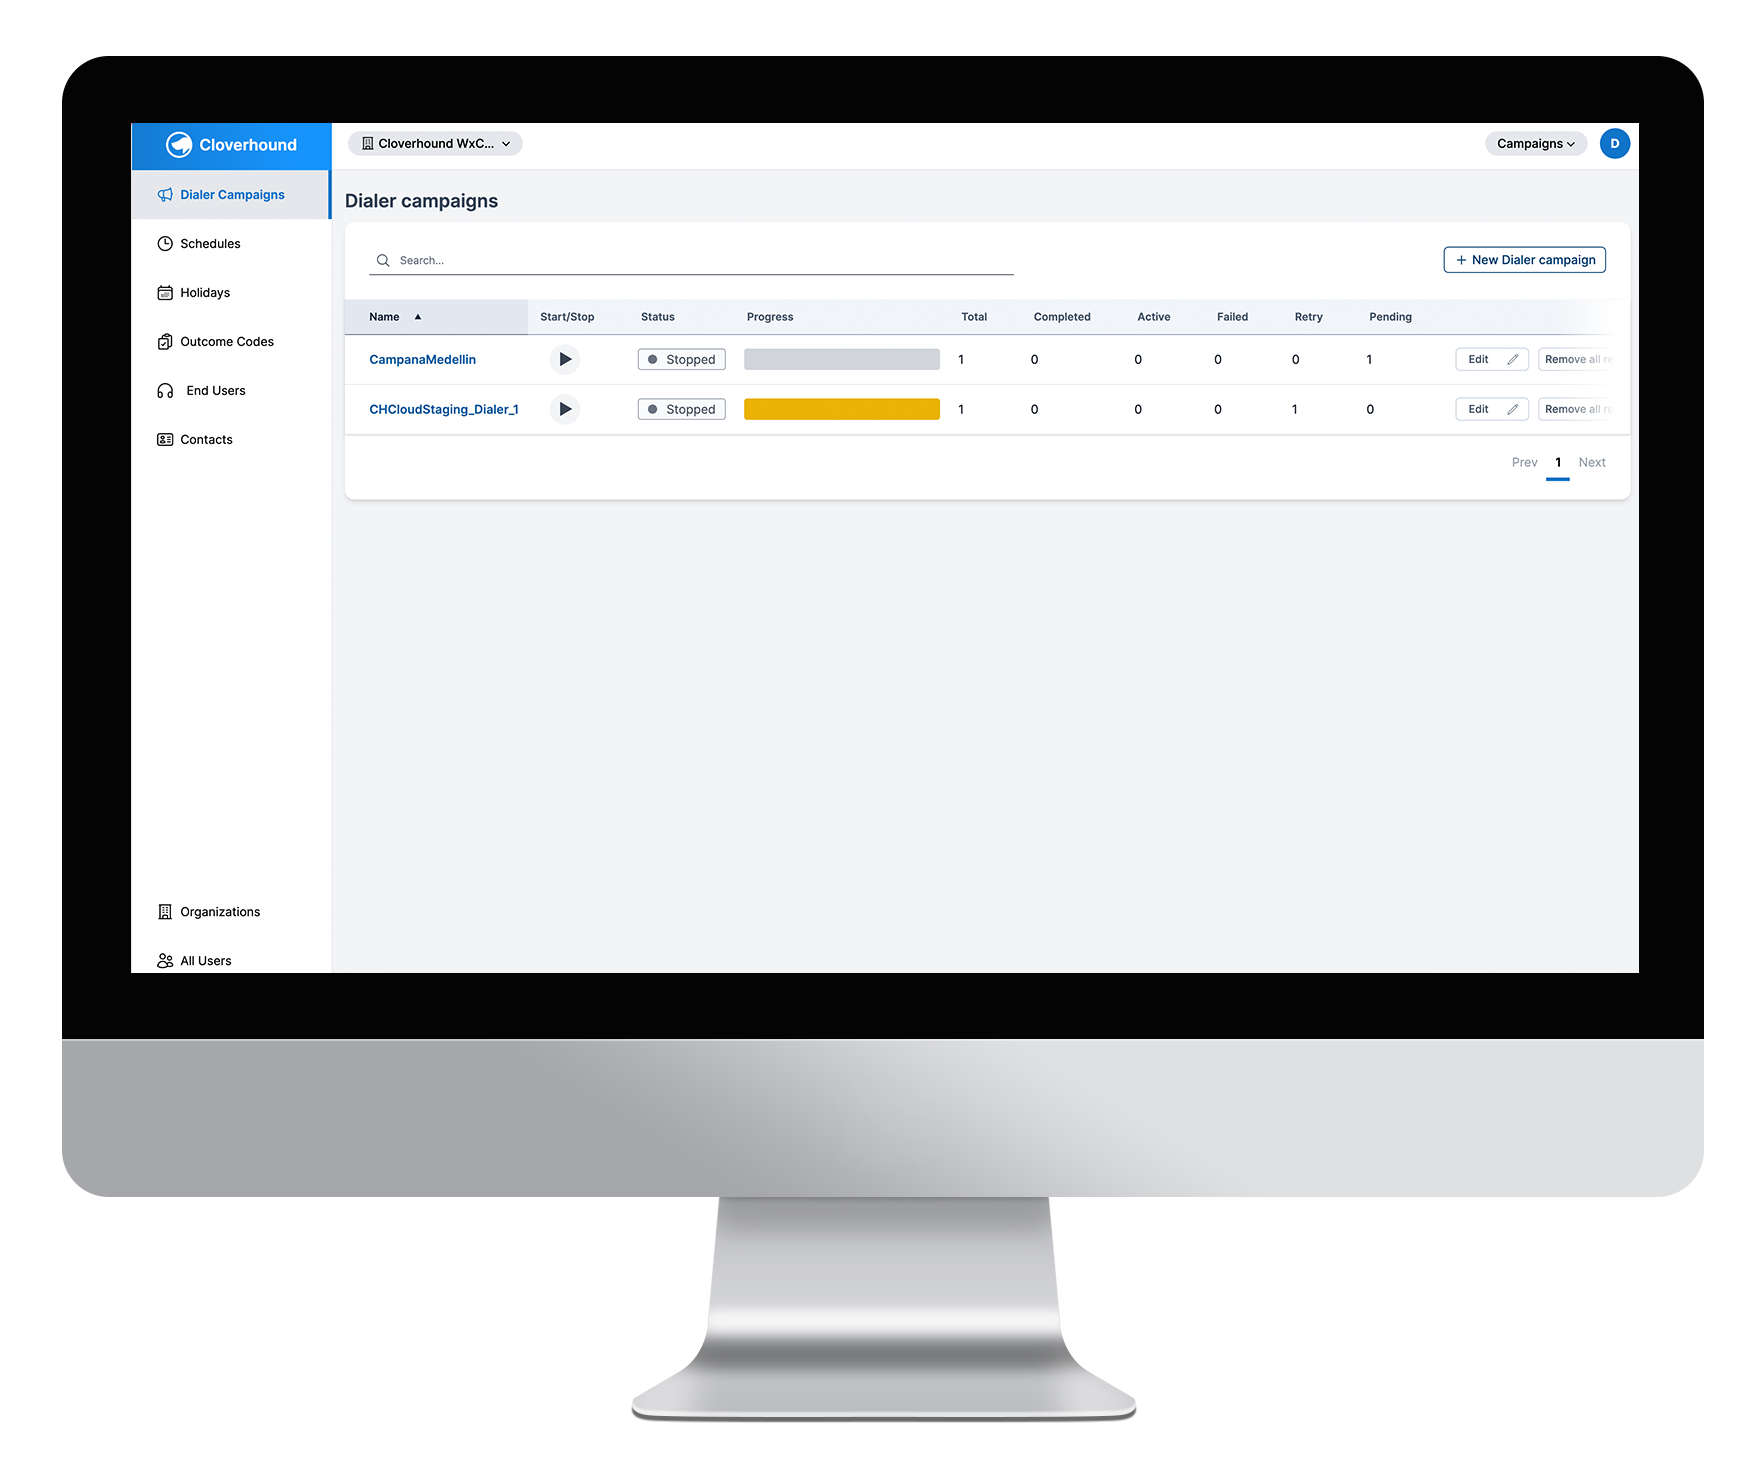 Cloverhound
Cloverhound WxC...
Campaigns
D
Dialer Campaigns
Schedules
Holidays
Outcome Codes
End Users
Contacts
Organizations
All Users
Dialer campaigns
Search...
+ New Dialer campaign
Name Start/Stop Status Progress Total Completed Active Failed Retry Pending
CampanaMedellin Stopped 1 0 0 0 0 1 Edit Remove all re
CHCloudStaging_Dialer_1 Stopped 1 0 0 0 1 0 Edit Remove all re
Prev 1 Next